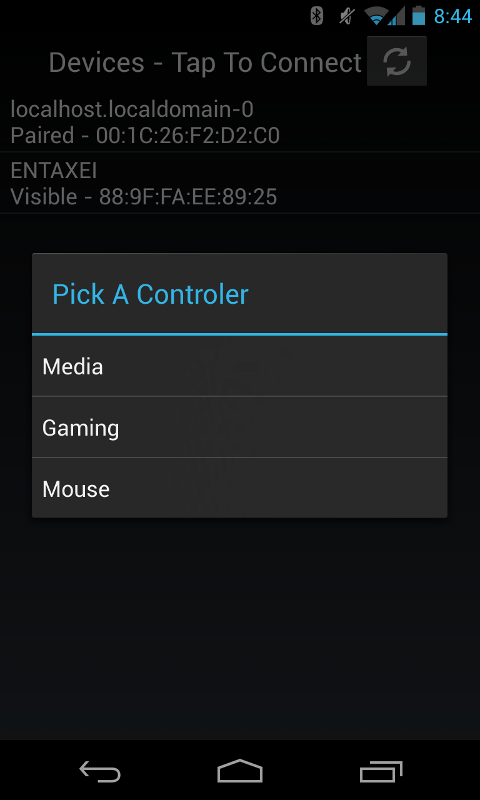 8:44
Devices - Tap To Connect
localhost.localdomain-0
Paired - 00:1C:26:F2:D2:C0
ENTAXEI
Visible - 88:9F:FA:EE:89:25
Pick A Controler
Media
Gaming
Mouse